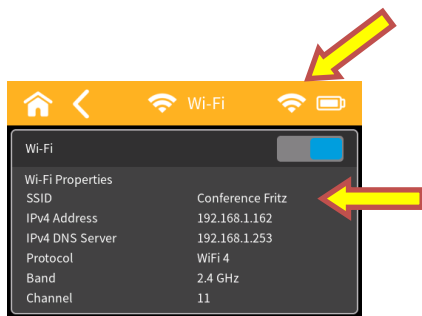 Wi-Fi
Wi-Fi
Wi-Fi Properties
SSID Conference Fritz
IPv4 Address 192.168.1.162
IPv4 DNS Server 192.168.1.253
Protocol WiFi 4
Band 2.4 GHz
Channel 11